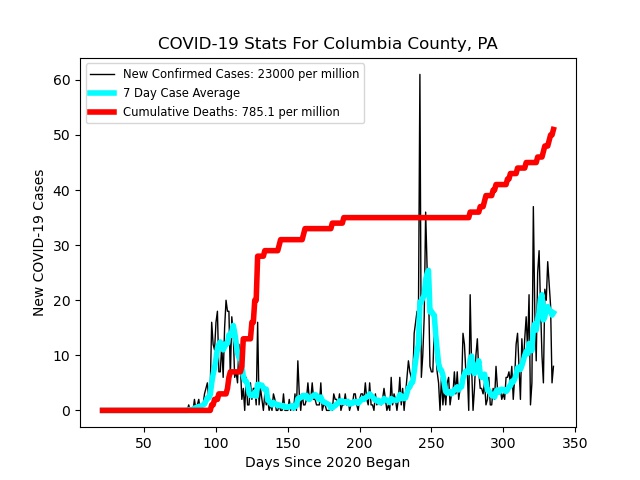 COVID-19 Stats For Columbia County, PA
New Confirmed Cases: 23000 per million
7 Day Case Average
Cumulative Deaths: 785.1 per million
New COVID-19 Cases
60
50
40
30
20
10
0
50
100
150
200
250
300
350
Days Since 2020 Began